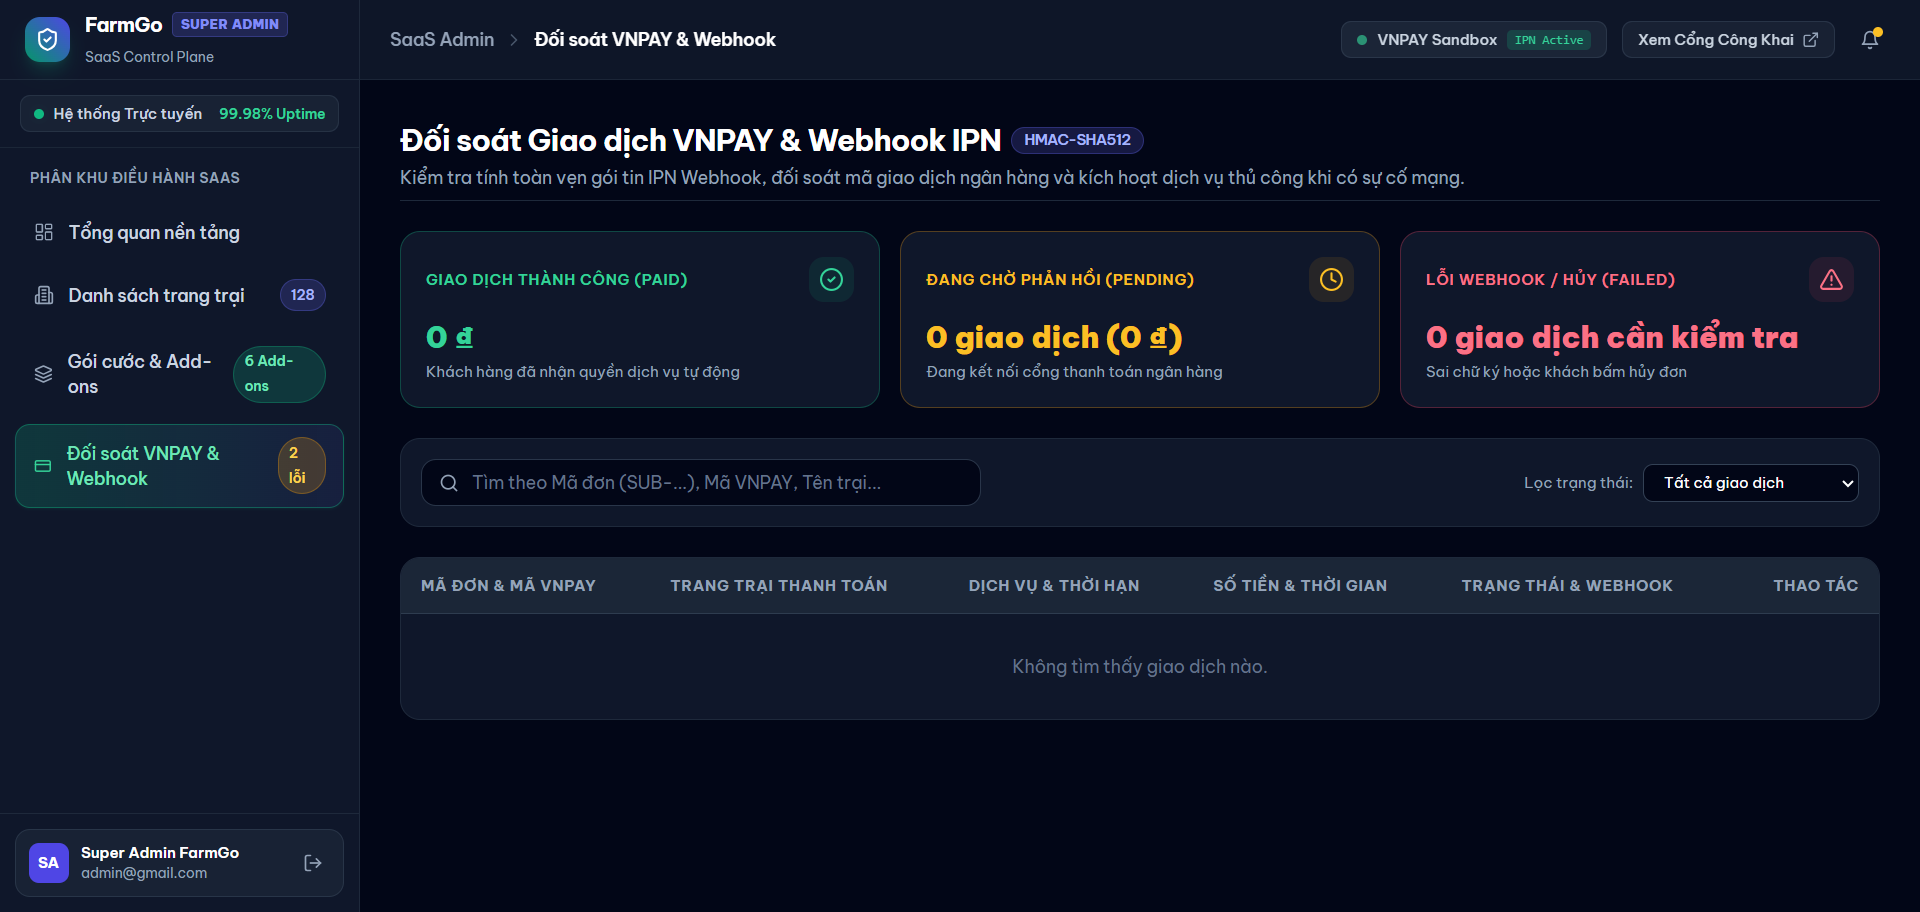 FarmGo SUPER ADMIN
SaaS Control Plane
Hệ thống Trực tuyến 99.98% Uptime
PHÂN KHU ĐIỀU HÀNH SAAS
Tổng quan nền tảng
Danh sách trang trại 128
Gói cước & Add-
ons
6 Add-
ons
Đối soát VNPAY &
Webhook
2
lỗi
SA
Super Admin FarmGo
admin@gmail.com
SaaS Admin
Đối soát VNPAY & Webhook
VNPAY Sandbox IPN Active
Xem Cổng Công Khai
Đối soát Giao dịch VNPAY & Webhook IPN HMAC-SHA512
Kiểm tra tính toàn vẹn gói tin IPN Webhook, đối soát mã giao dịch ngân hàng và kích hoạt dịch vụ thủ công khi có sự cố mạng.
GIAO DỊCH THÀNH CÔNG (PAID)
0 ₫
Khách hàng đã nhận quyền dịch vụ tự động
ĐANG CHỜ PHẢN HỒI (PENDING)
0 giao dịch (0 ₫)
Đang kết nối cổng thanh toán ngân hàng
LỖI WEBHOOK / HỦY (FAILED)
0 giao dịch cần kiểm tra
Sai chữ ký hoặc khách bấm hủy đơn
Tìm theo Mã đơn (SUB-...), Mã VNPAY, Tên trại...
Lọc trạng thái: Tất cả giao dịch
MÃ ĐƠN & MÃ VNPAY TRANG TRẠI THANH TOÁN DỊCH VỤ & THỜI HẠN SỐ TIỀN & THỜI GIAN TRẠNG THÁI & WEBHOOK THAO TÁC
Không tìm thấy giao dịch nào.